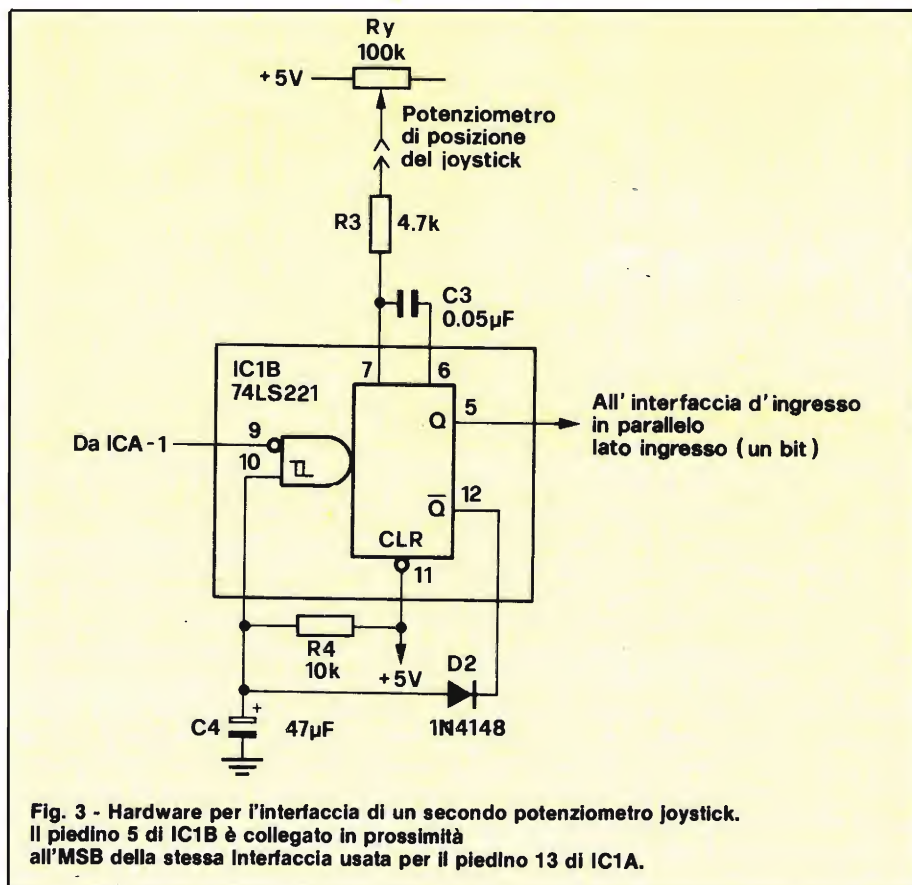 Ry
100k
+5V
Potenziometro
di posizione
del joystick
R3
4.7k
C3
0.05µF
IC1B
74LS221
7
6
Q
5
All' interfaccia d'ingresso
in parallelo
lato ingresso (un bit)
Da ICA-1
9
10
Q
12
CLR
11
R4
10k
+5V
D2
1N4148
C4
+
47µF
Fig. 3 - Hardware per l'interfaccia di un secondo potenziometro joystick.
Il piedino 5 di IC1B è collegato in prossimità
all'MSB della stessa Interfaccia usata per il piedino 13 di IC1A.